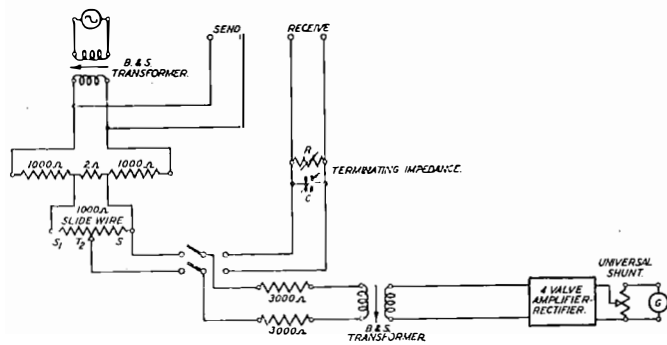 SEND
RECEIVE
B. & S.
TRANSFORMER.
1000Ω
2Ω
1000Ω
R
TERMINATING IMPEDANCE.
C
1000Ω
SLIDE WIRE
S₁ T₂ S
3000Ω
3000Ω
B. & S.
TRANSFORMER
4 VALVE
AMPLIFIER-
RECTIFIER.
UNIVERSAL
SHUNT.
G